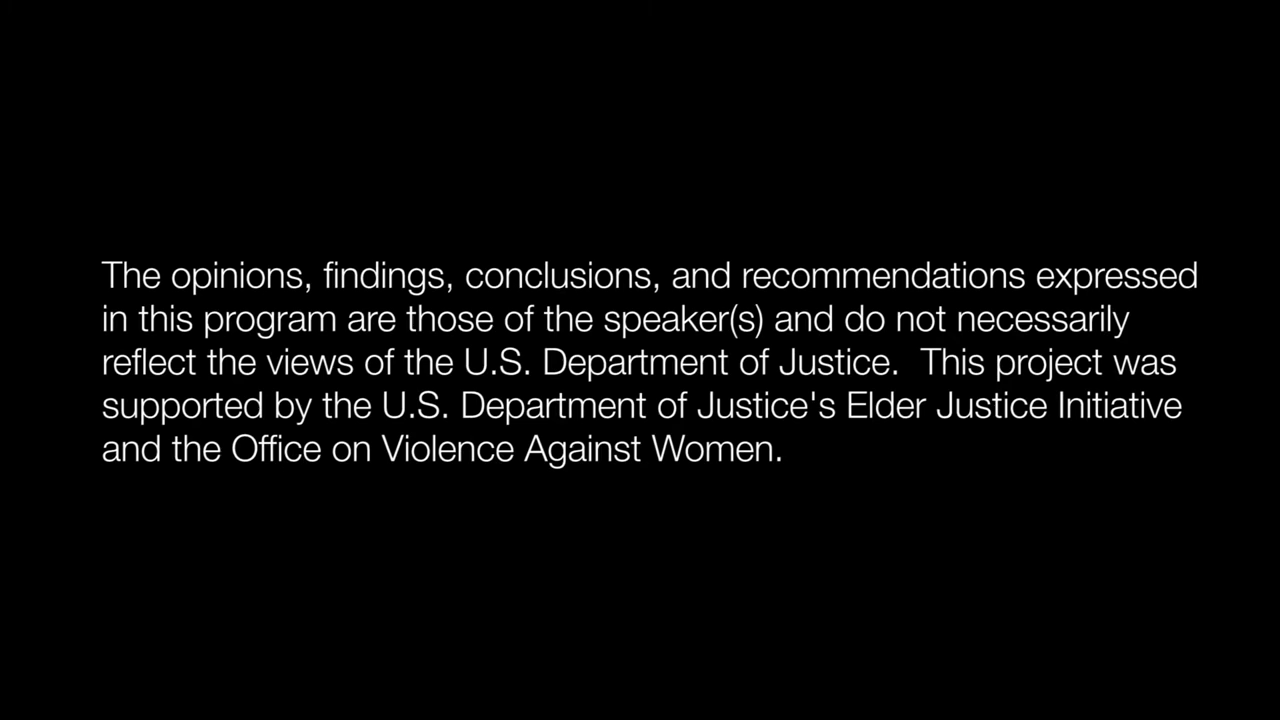 The opinions, findings, conclusions, and recommendations expressed
in this program are those of the speaker(s) and do not necessarily
reflect the views of the U.S. Department of Justice.  This project was
supported by the U.S. Department of Justice's Elder Justice Initiative
and the Office on Violence Against Women.